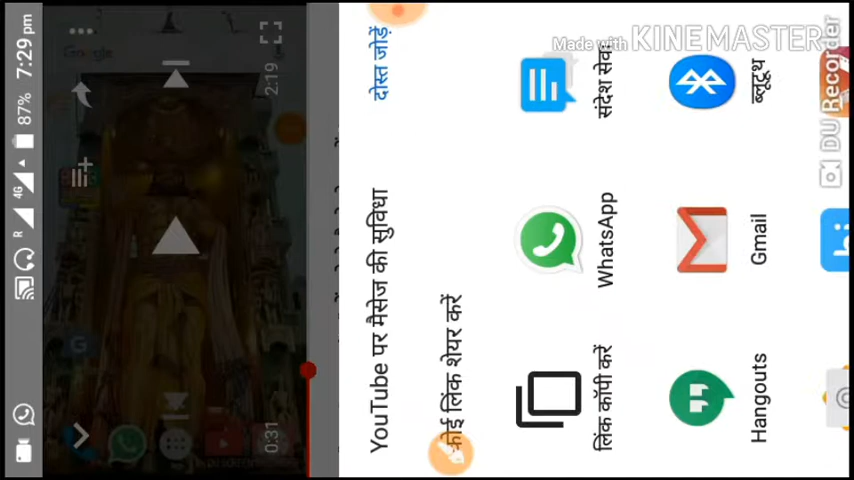 87% 7:29 pm
4G
R
Google
0:31
2:19
YouTube पर मैसेज की सुविधा
दोस्त जोड़ें
कोई लिंक शेयर करें
लिंक कॉपी करें
WhatsApp
संदेश सेवा
Hangouts
Gmail
ब्लूटूथ
Made with KINEMASTER
DU Recorder